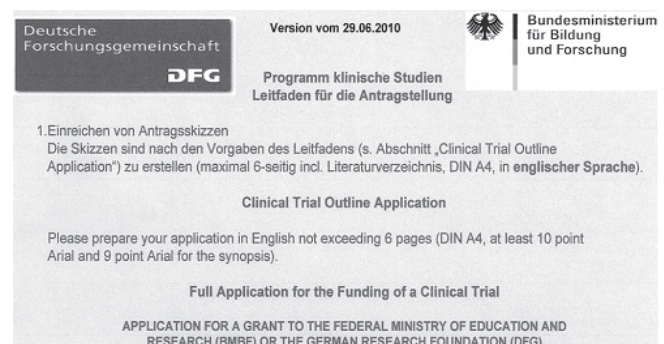 Deutsche
Forschungsgemeinschaft
DFG
Version vom 29.06.2010
Bundesministerium
für Bildung
und Forschung
Programm klinische Studien
Leitfaden für die Antragstellung
1.Einreichen von Antragsskizzen
Die Skizzen sind nach den Vorgaben des Leitfadens (s. Abschnitt „Clinical Trial Outline
Application“) zu erstellen (maximal 6-seitig incl. Literaturverzeichnis, DIN A4, in englischer Sprache).
Clinical Trial Outline Application
Please prepare your application in English not exceeding 6 pages (DIN A4, at least 10 point
Arial and 9 point Arial for the synopsis).
Full Application for the Funding of a Clinical Trial
APPLICATION FOR A GRANT TO THE FEDERAL MINISTRY OF EDUCATION AND
RESEARCH (BMBF) OR THE GERMAN RESEARCH FOUNDATION (DFG)